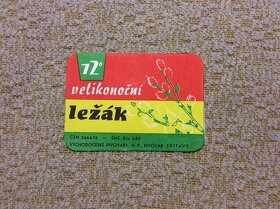 12°
velikonoční
ležák
VÝCHODOČESKÉ PIVOVARY, N. P., PIVOVAR SVITAVY